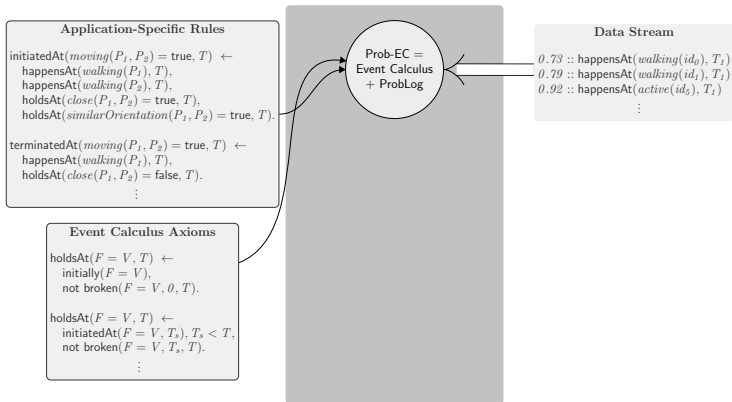 Application-Specific Rules
initiatedAt(moving(P₁, P₂) = true, T) ←
happensAt(walking(P₁), T),
happensAt(walking(P₂), T),
holdsAt(close(P₁, P₂) = true, T),
holdsAt(similarOrientation(P₁, P₂) = true, T).
terminatedAt(moving(P₁, P₂) = true, T) ←
happensAt(walking(P₁), T),
holdsAt(close(P₁, P₂) = false, T).
⋮
Event Calculus Axioms
holdsAt(F = V, T) ←
initially(F = V),
not broken(F = V, 0, T).
holdsAt(F = V, T) ←
initiatedAt(F = V, Tₛ), Tₛ < T,
not broken(F = V, Tₛ, T).
⋮
Prob-EC =
Event Calculus
+ ProbLog
Data Stream
0.73 :: happensAt(walking(id₀), T₁)
0.79 :: happensAt(walking(id₁), T₁)
0.92 :: happensAt(active(id₅), T₁)
⋮